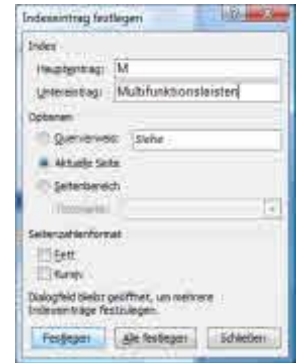 Indexeintrag festlegen
Index
Haupteintrag: M
Untereintrag: Multifunktionsleisten
Optionen
Querverweis: Siehe
Aktuelle Seite
Seitenbereich
Textmarke:
Seitenzahlenformat
Fett
Kursiv
Dialogfeld bleibt geöffnet, um mehrere
Indexeinträge festzulegen.
Festlegen Alle festlegen Schließen